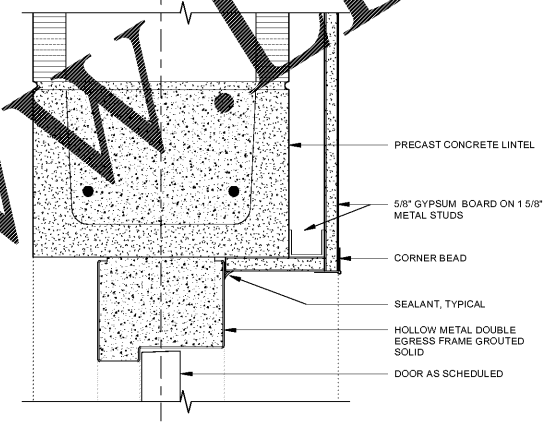 PRECAST CONCRETE LINTEL
5/8" GYPSUM BOARD ON 1 5/8"
METAL STUDS
CORNER BEAD
SEALANT, TYPICAL
HOLLOW METAL DOUBLE
EGRESS FRAME GROUTED
SOLID
DOOR AS SCHEDULED